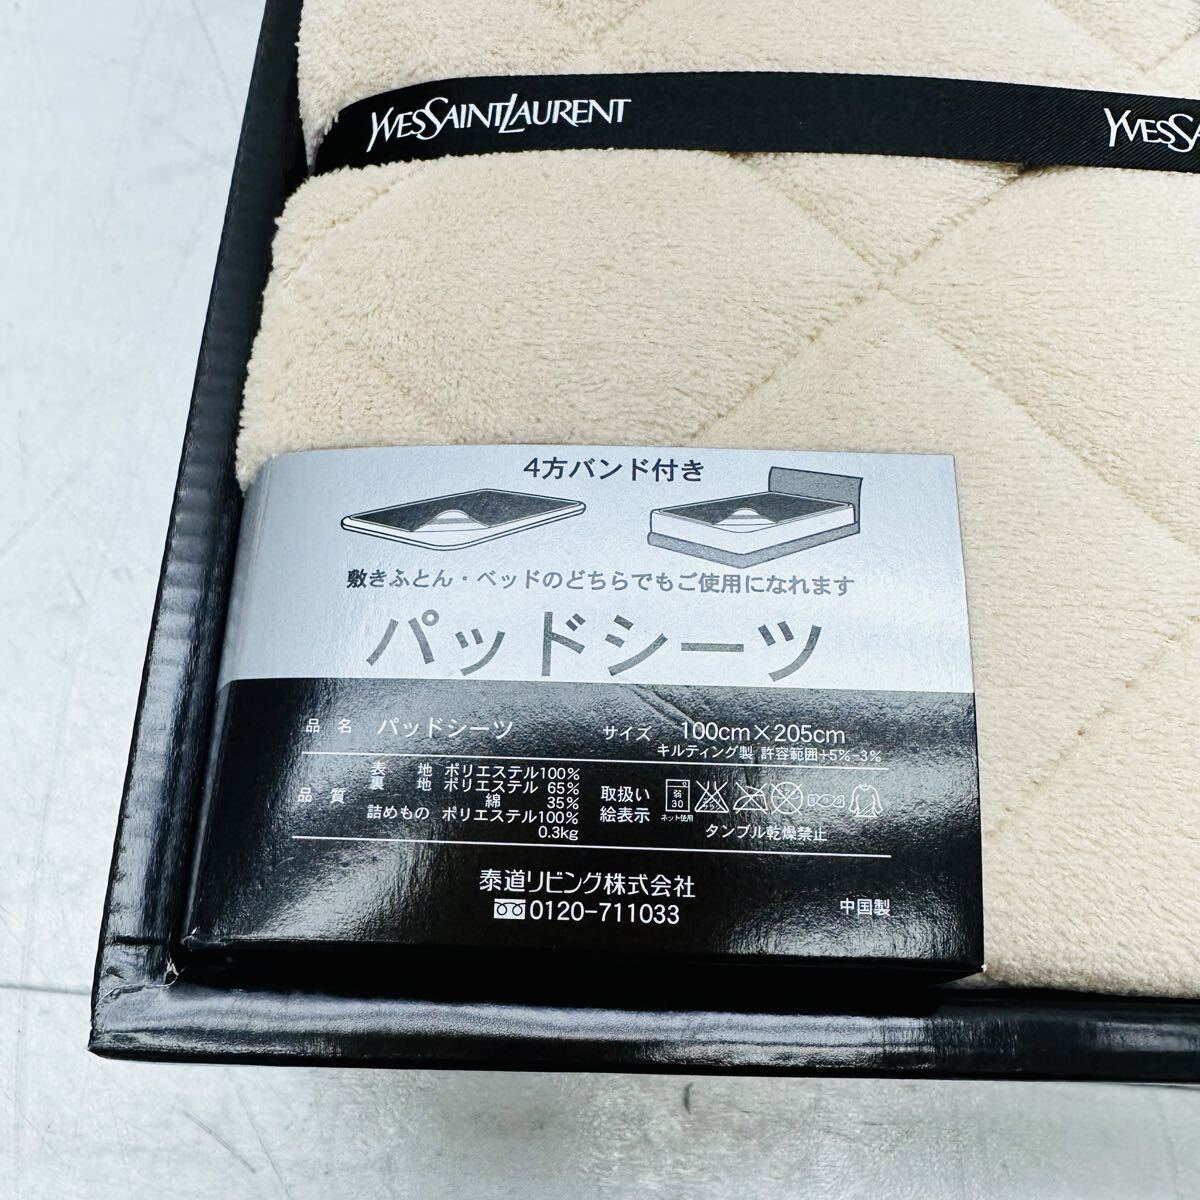 YVESSAINTLAURENT
YVESSA
4方バンド付き
敷きふとん・ベッドのどちらでもご使用になれます
パッドシーツ
品名 パッドシーツ
サイズ 100cm×205cm
キルティング製 許容範囲+5%-3%
品質
表地 ポリエステル100%
裏地 ポリエステル 65%
綿 35%
詰めもの ポリエステル100%
0.3kg
取扱い
絵表示
弱
30
ネット使用
タンブル乾燥禁止
泰道リビング株式会社
0120-711033
中国製